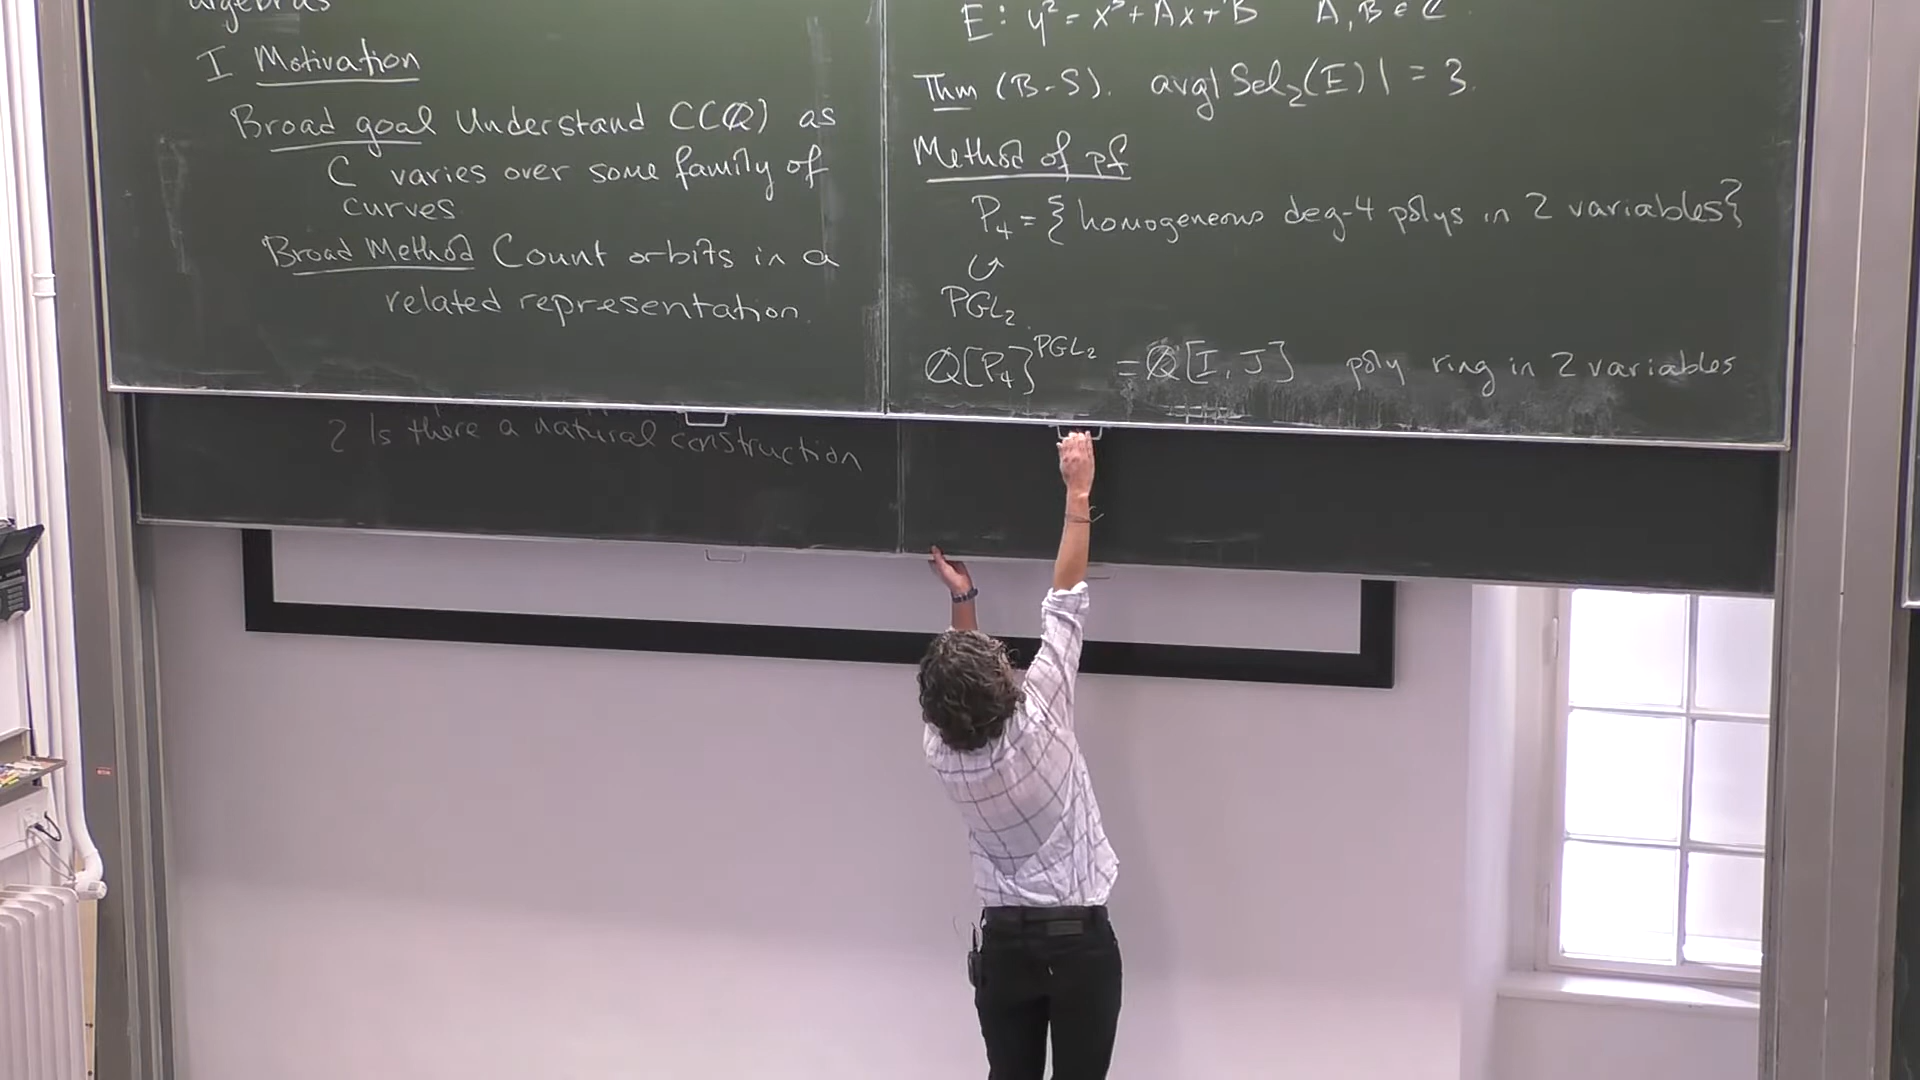 algebras
I Motivation
Broad goal Understand C(ℚ) as
C varies over some family of
curves
Broad Method Count orbits in a
related representation.
2 Is there a natural construction
E: y² = x³ + Ax + B A, B ∈ ℤ
Thm (B-S). avg|Sel₂(E)| = 3.
Method of pf
P₄ = { homogeneous deg-4 polys in 2 variables }
↺
PGL₂
ℚ[P₄]^PGL₂ = ℚ[I, J] poly ring in 2 variables